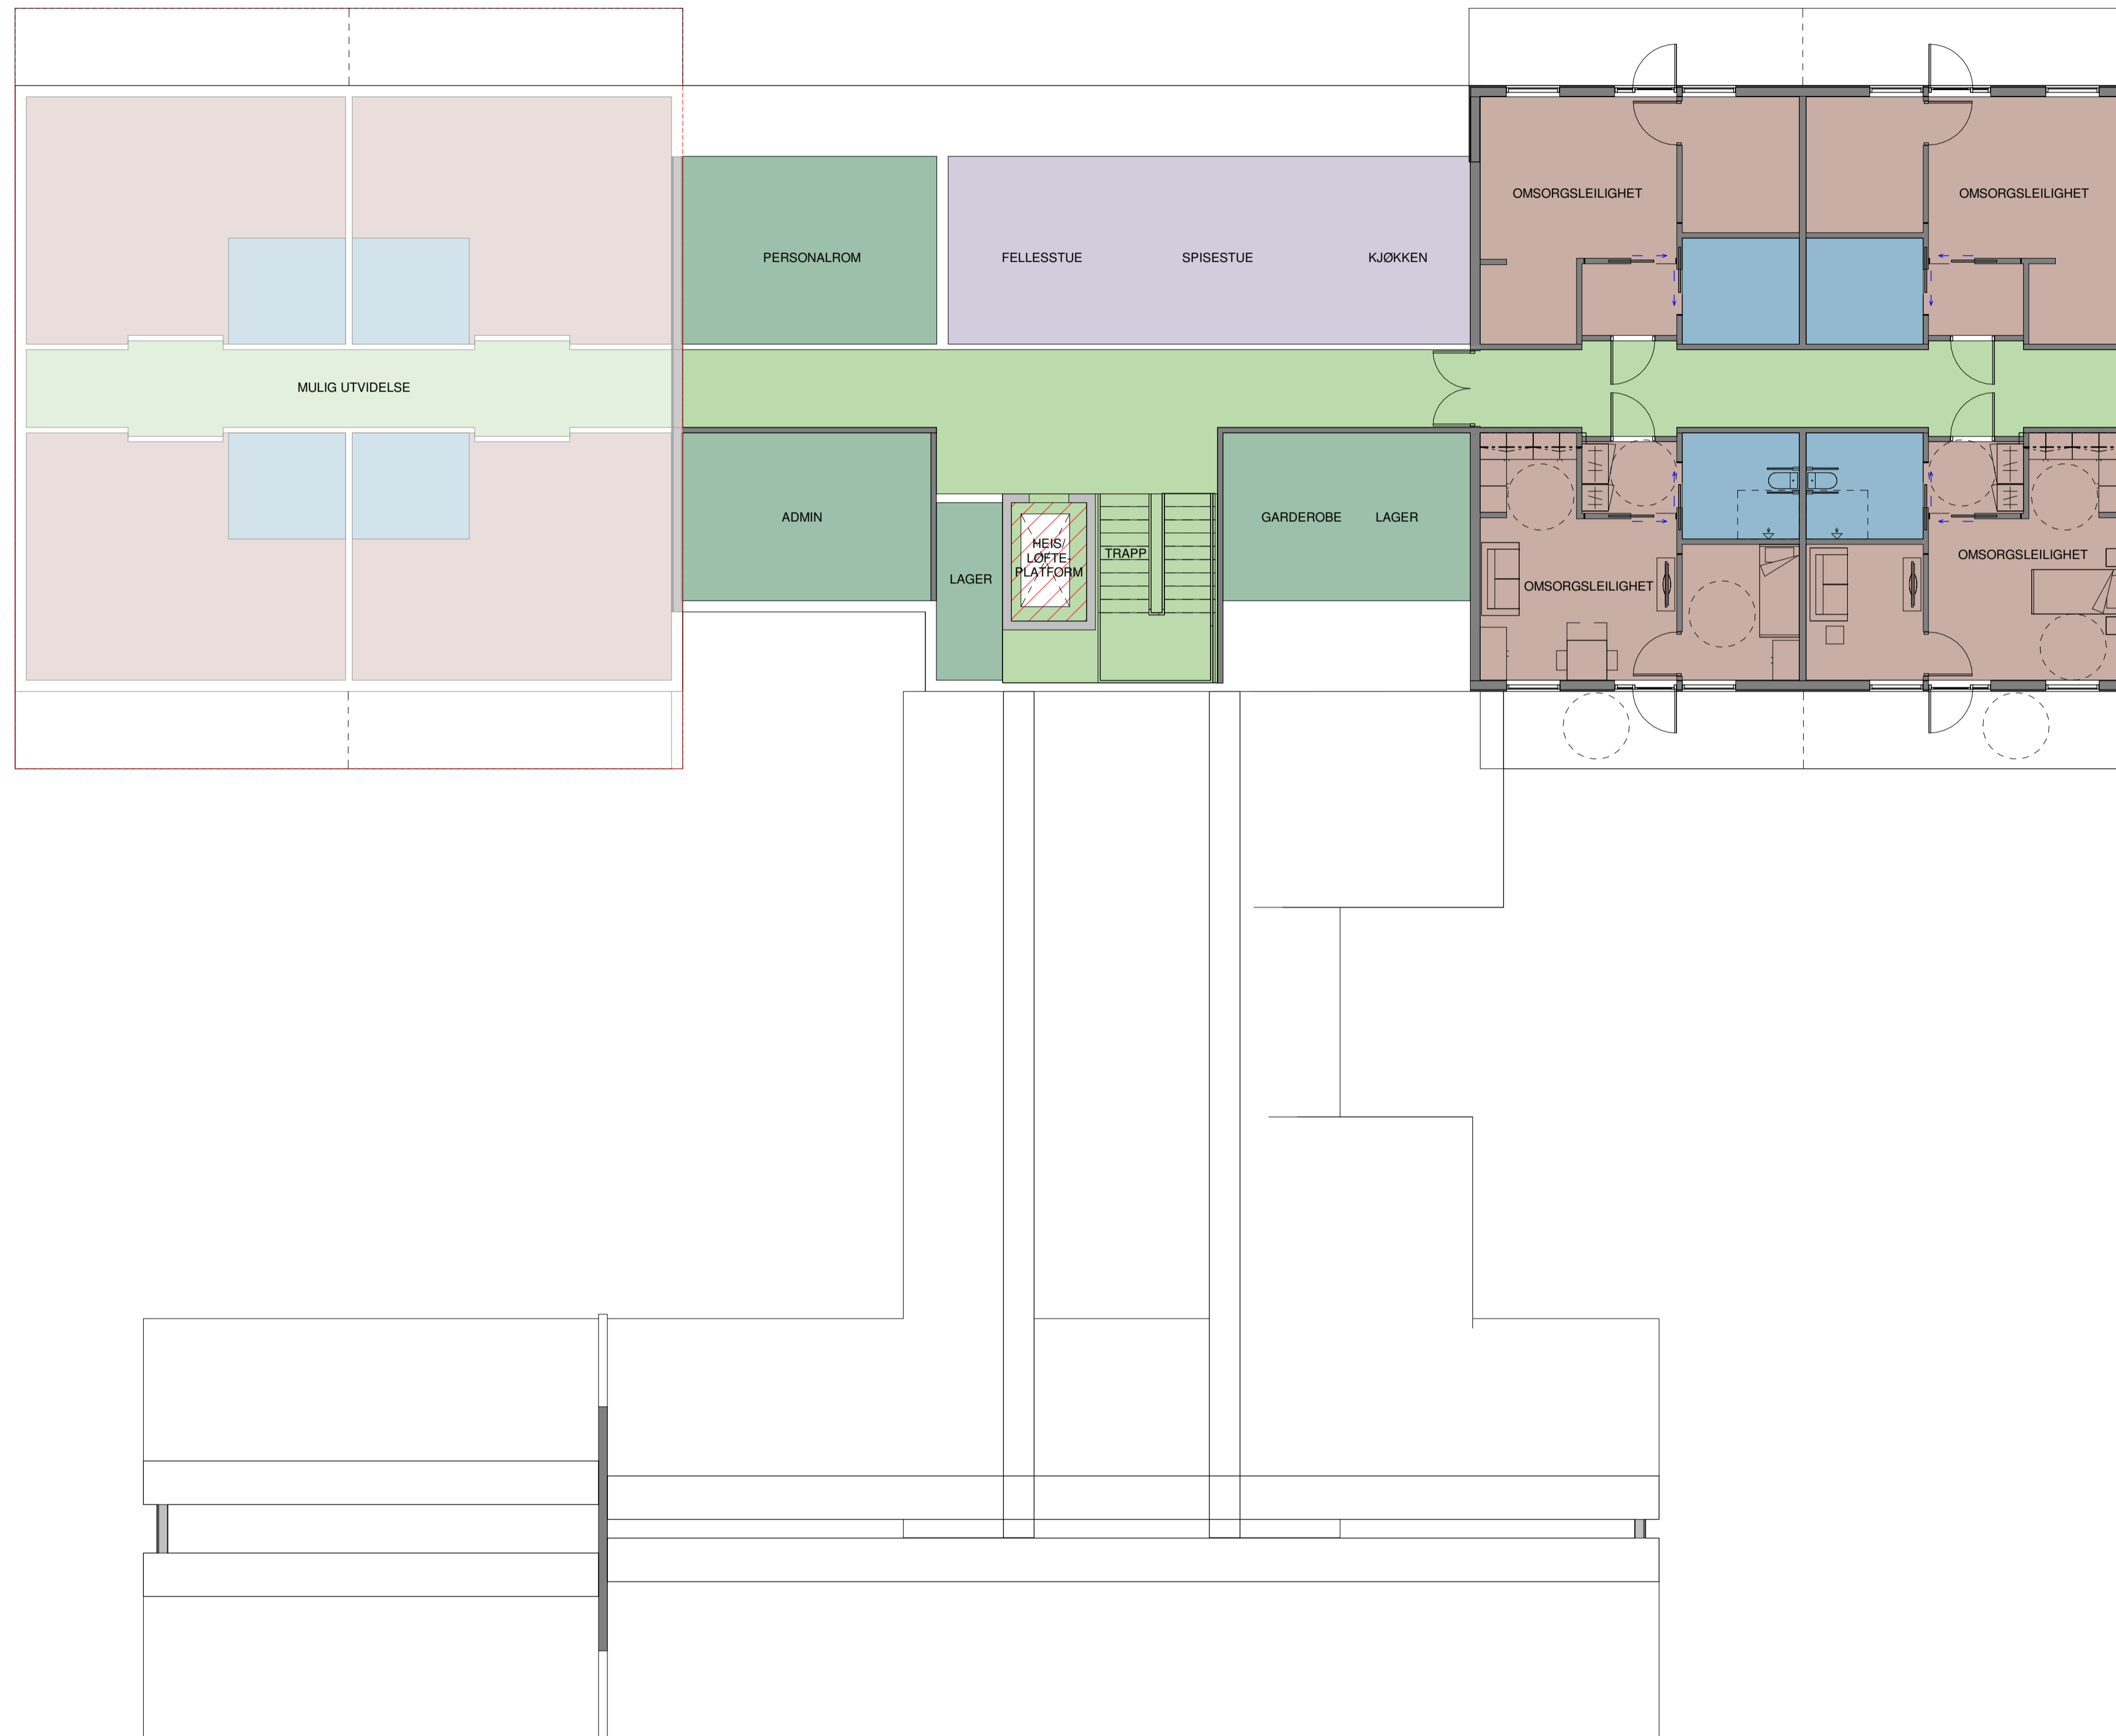 OMSORGSLEILIGHET
OMSORGSLEILIGHET
PERSONALROM
FELLESSTUE
SPISESTUE
KJØKKEN
MULIG UTVIDELSE
ADMIN
GARDEROBE
LAGER
HEIS/
LØFTE-
PLATFORM
TRAPP
LAGER
OMSORGSLEILIGHET
OMSORGSLEILIGHET